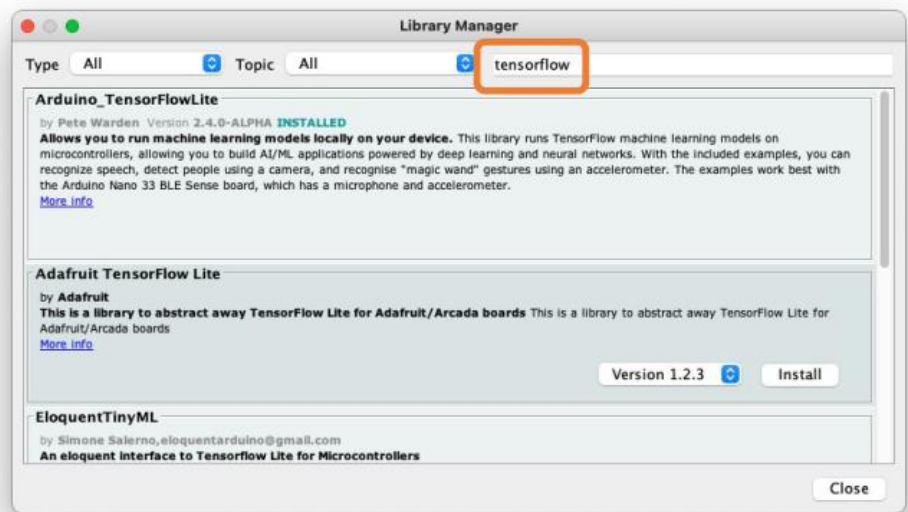 Library Manager
Type All Topic All tensorflow
Arduino_TensorFlowLite
by Pete Warden Version 2.4.0-ALPHA INSTALLED
Allows you to run machine learning models locally on your device. This library runs TensorFlow machine learning models on
microcontrollers, allowing you to build AI/ML applications powered by deep learning and neural networks. With the included examples, you can
recognize speech, detect people using a camera, and recognise "magic wand" gestures using an accelerometer. The examples work best with
the Arduino Nano 33 BLE Sense board, which has a microphone and accelerometer.
More info
Adafruit TensorFlow Lite
by Adafruit
This is a library to abstract away TensorFlow Lite for Adafruit/Arcada boards This is a library to abstract away TensorFlow Lite for
Adafruit/Arcada boards
More info
Version 1.2.3 Install
EloquentTinyML
by Simone Salerno,eloquentarduino@gmail.com
An eloquent interface to Tensorflow Lite for Microcontrollers
Close